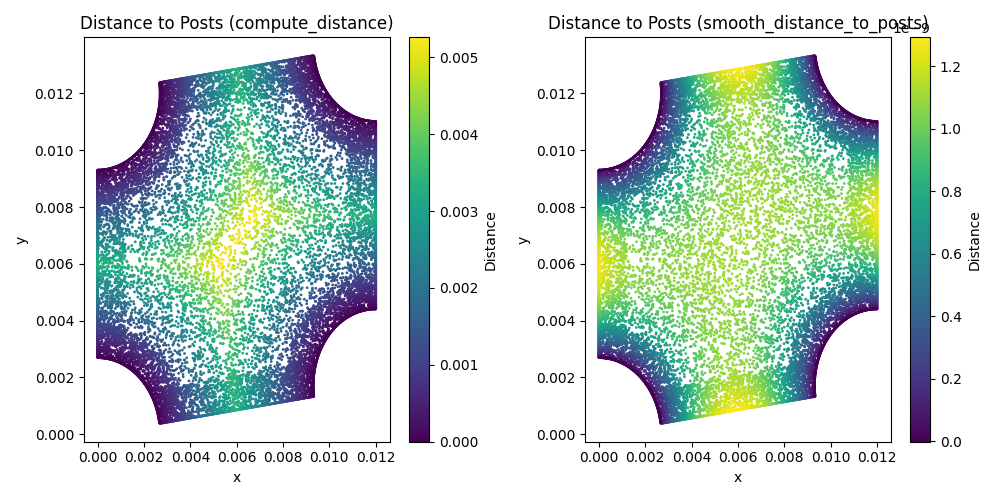 Distance to Posts (compute_distance)
0.012
0.010
0.008
0.006
0.004
0.002
0.000
y
0.000 0.002 0.004 0.006 0.008 0.010 0.012
x
0.005
0.004
0.003
0.002
0.001
0.000
Distance
Distance to Posts (smooth_distance_to_posts)
1e−9
0.012
0.010
0.008
0.006
0.004
0.002
0.000
y
0.000 0.002 0.004 0.006 0.008 0.010 0.012
x
1.2
1.0
0.8
0.6
0.4
0.2
0.0
Distance